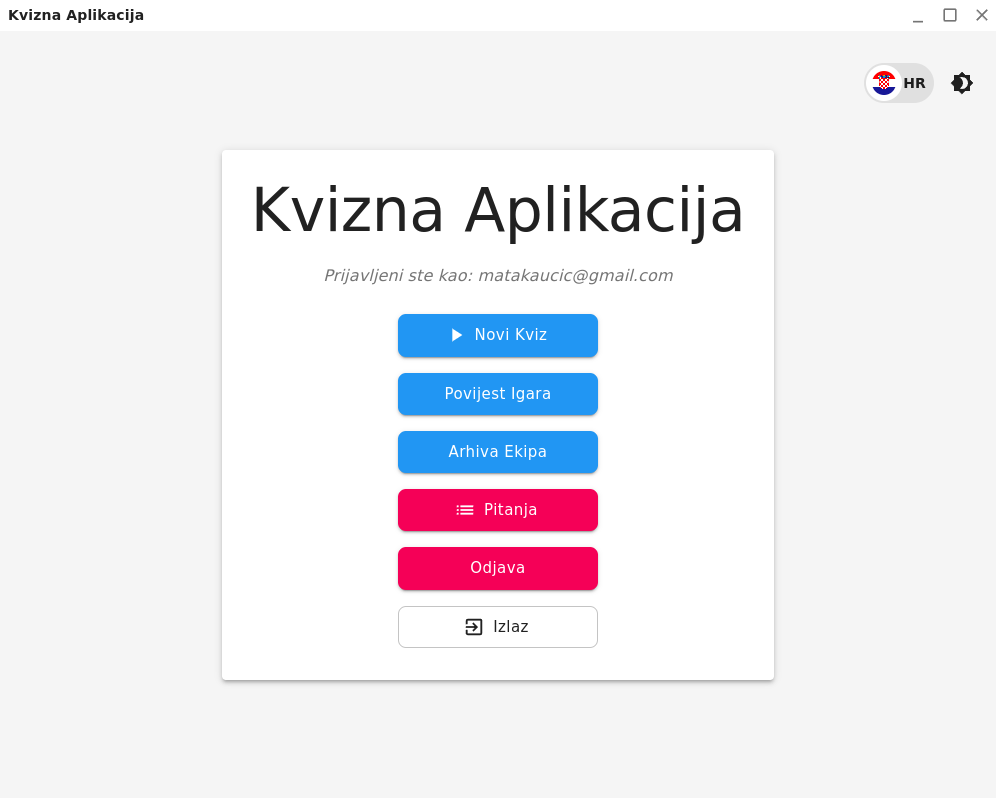 Kvizna Aplikacija
HR
Kvizna Aplikacija
Prijavljeni ste kao: matakaucic@gmail.com
Novi Kviz
Povijest Igara
Arhiva Ekipa
Pitanja
Odjava
Izlaz